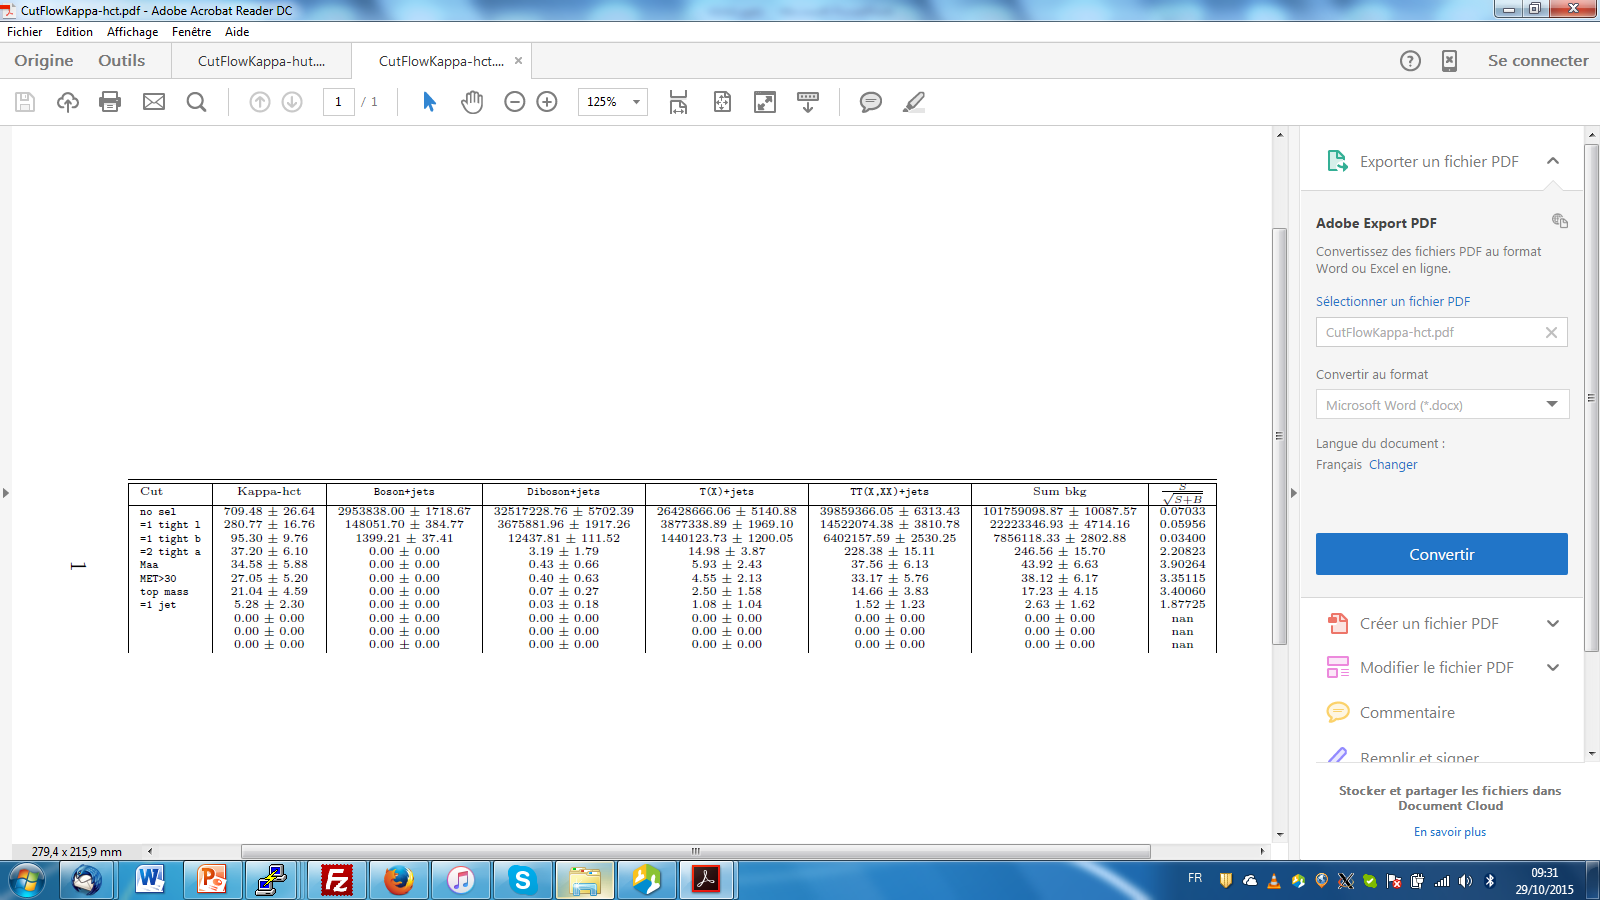 CutFlowKappa-hct.pdf - Adobe Acrobat Reader DC
Fichier Edition Affichage Fenêtre Aide
Origine Outils CutFlowKappa-hut.... CutFlowKappa-hct.... × Se connecter
1 / 1 125%
Exporter un fichier PDF
Adobe Export PDF
Convertissez des fichiers PDF au format
Word ou Excel en ligne.
Sélectionner un fichier PDF
CutFlowKappa-hct.pdf
Convertir au format
Microsoft Word (*.docx)
Langue du document :
Français Changer
Convertir
Créer un fichier PDF
Modifier le fichier PDF
Commentaire
Remplir et signer
Stocker et partager les fichiers dans
Document Cloud
En savoir plus
Cut Kappa-hct Boson+jets Diboson+jets T(X)+jets TT(X,XX)+jets Sum bkg S/√S+B
no sel 709.48 ± 26.64 2953838.00 ± 1718.67 32517228.76 ± 5702.39 26428666.06 ± 5140.88 39859366.05 ± 6313.43 101759098.87 ± 10087.57 0.07033
=1 tight l 280.77 ± 16.76 148051.70 ± 384.77 3675881.96 ± 1917.26 3877338.89 ± 1969.10 14522074.38 ± 3810.78 22223346.93 ± 4714.16 0.05956
=1 tight b 95.30 ± 9.76 1399.21 ± 37.41 12437.81 ± 111.52 1440123.73 ± 1200.05 6402157.59 ± 2530.25 7856118.33 ± 2802.88 0.03400
=2 tight a 37.20 ± 6.10 0.00 ± 0.00 3.19 ± 1.79 14.98 ± 3.87 228.38 ± 15.11 246.56 ± 15.70 2.20823
Maa 34.58 ± 5.88 0.00 ± 0.00 0.43 ± 0.66 5.93 ± 2.43 37.56 ± 6.13 43.92 ± 6.63 3.90264
MET>30 27.05 ± 5.20 0.00 ± 0.00 0.40 ± 0.63 4.55 ± 2.13 33.17 ± 5.76 38.12 ± 6.17 3.35115
top mass 21.04 ± 4.59 0.00 ± 0.00 0.07 ± 0.27 2.50 ± 1.58 14.66 ± 3.83 17.23 ± 4.15 3.40060
=1 jet 5.28 ± 2.30 0.00 ± 0.00 0.03 ± 0.18 1.08 ± 1.04 1.52 ± 1.23 2.63 ± 1.62 1.87725
0.00 ± 0.00 0.00 ± 0.00 0.00 ± 0.00 0.00 ± 0.00 0.00 ± 0.00 0.00 ± 0.00 nan
0.00 ± 0.00 0.00 ± 0.00 0.00 ± 0.00 0.00 ± 0.00 0.00 ± 0.00 0.00 ± 0.00 nan
0.00 ± 0.00 0.00 ± 0.00 0.00 ± 0.00 0.00 ± 0.00 0.00 ± 0.00 0.00 ± 0.00 nan
1
279,4 x 215,9 mm
FR 09:31
29/10/2015